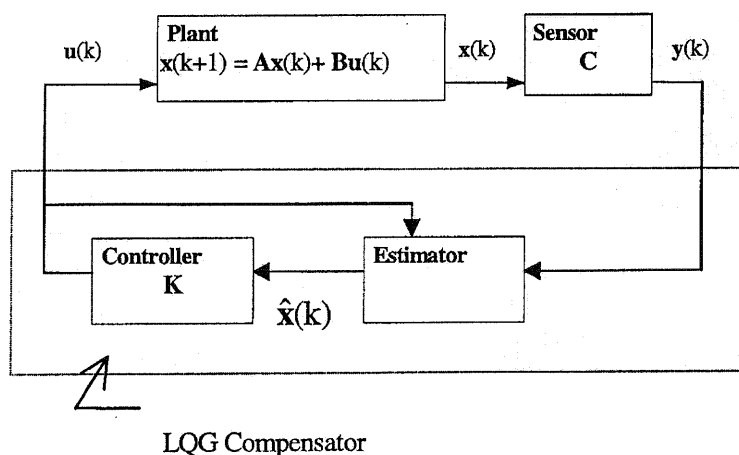 Plant
x(k+1) = Ax(k)+ Bu(k)
u(k)
x(k)
Sensor
C
y(k)
Controller
K
Estimator
x̂(k)
LQG Compensator